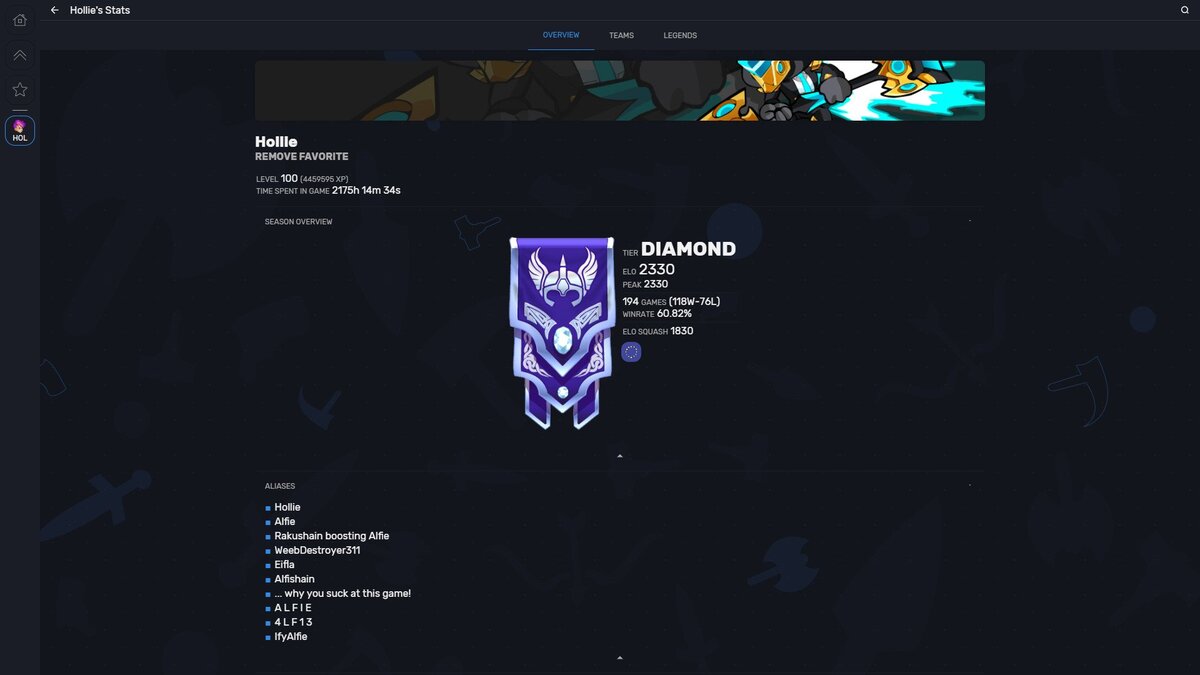 Hollie's Stats
OVERVIEW TEAMS LEGENDS
HOL
Hollie
REMOVE FAVORITE
LEVEL 100 (4459595 XP)
TIME SPENT IN GAME 2175h 14m 34s
SEASON OVERVIEW
TIER DIAMOND
ELO 2330
PEAK 2330
194 GAMES (118W-76L)
WINRATE 60.82%
ELO SQUASH 1830
ALIASES
Hollie
Alfie
Rakushain boosting Alfie
WeebDestroyer311
Eifla
Alfishain
... why you suck at this game!
A L F I E
4 L F 1 3
IfyAlfie